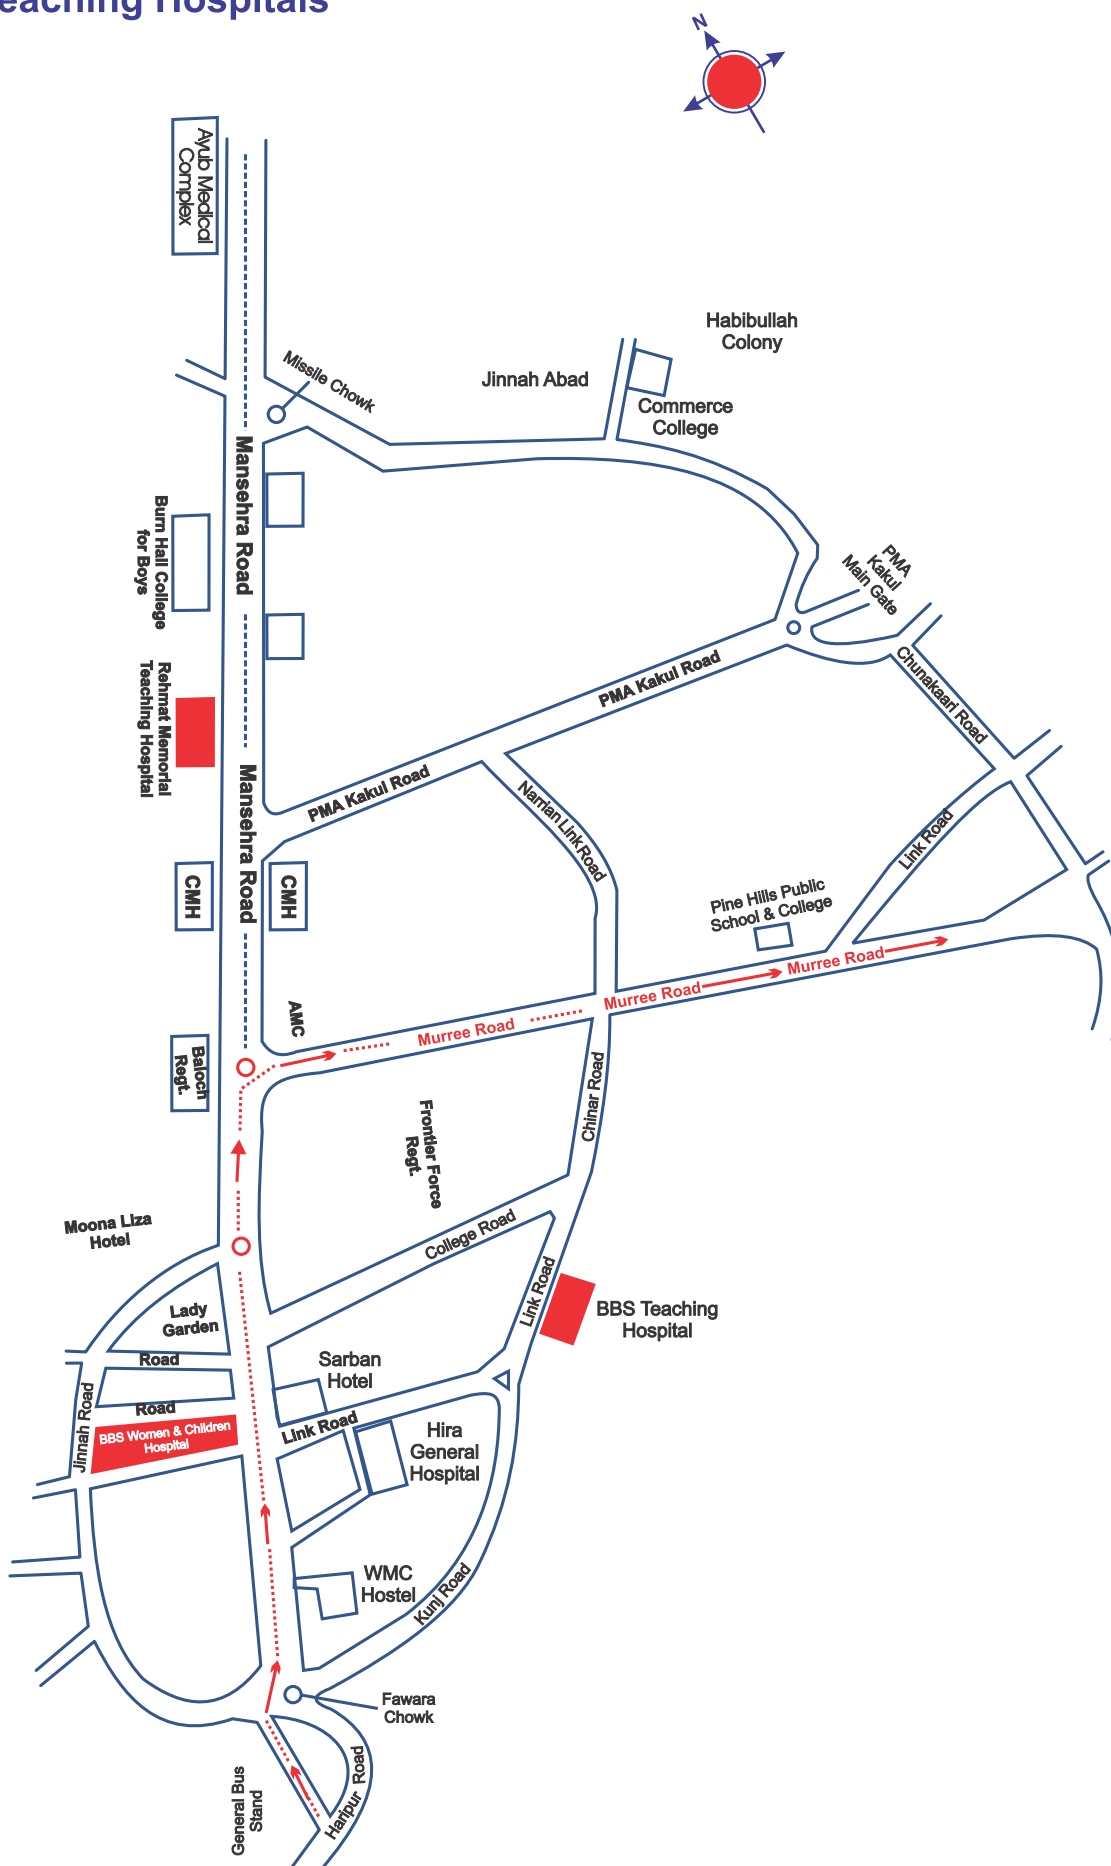 eaching Hospitals
N
Ayub Medical
Complex
Missile Chowk
Habibullah
Colony
Jinnah Abad
Commerce
College
Mansehra Road
Burn Hall College
for Boys
PMA
Kakul
Main Gate
PMA Kakul Road
Chunakaari Road
Rehmat Memorial
Teaching Hospital
PMA Kakul Road
Mansehra Road
Narrian Link Road
Link Road
CMH
CMH
Pine Hills Public
School & College
Murree Road
Murree Road
Murree Road
AMC
Baloch
Regt.
Chinar Road
Frontier Force
Regt.
Moona Liza
Hotel
College Road
Link Road
Lady
Garden
BBS Teaching
Hospital
Road
Sarban
Hotel
Jinnah Road
Road
Link Road
BBS Women & Children
Hospital
Hira
General
Hospital
WMC
Hostel
Kunj Road
Fawara
Chowk
General Bus
Stand
Haripur Road